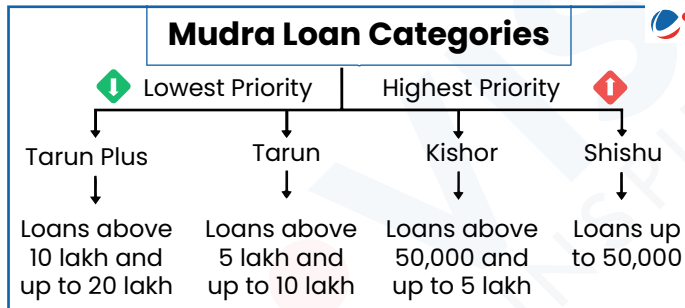 Mudra Loan Categories
Lowest Priority
Highest Priority
Tarun Plus
Tarun
Kishor
Shishu
Loans above
10 lakh and
up to 20 lakh
Loans above
5 lakh and
up to 10 lakh
Loans above
50,000 and
up to 5 lakh
Loans up
to 50,000